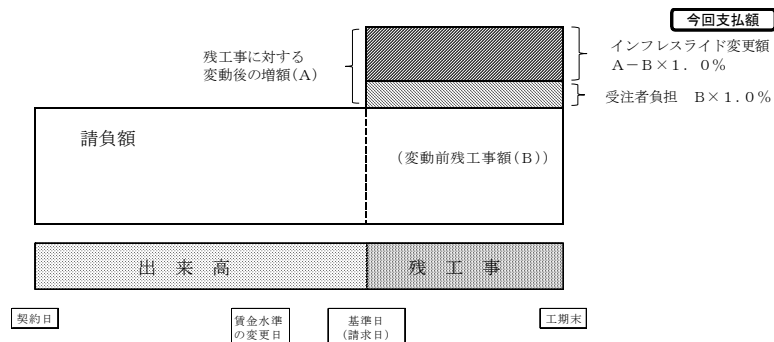 今回支払額
残工事に対する
変動後の増額(A)
インフレスライド変更額
A－B×1．0％
受注者負担　B×1.0％
請負額
(変動前残工事額(B))
出　来　高
残　工　事
契約日
賃金水準
の変更日
基準日
(請求日)
工期末